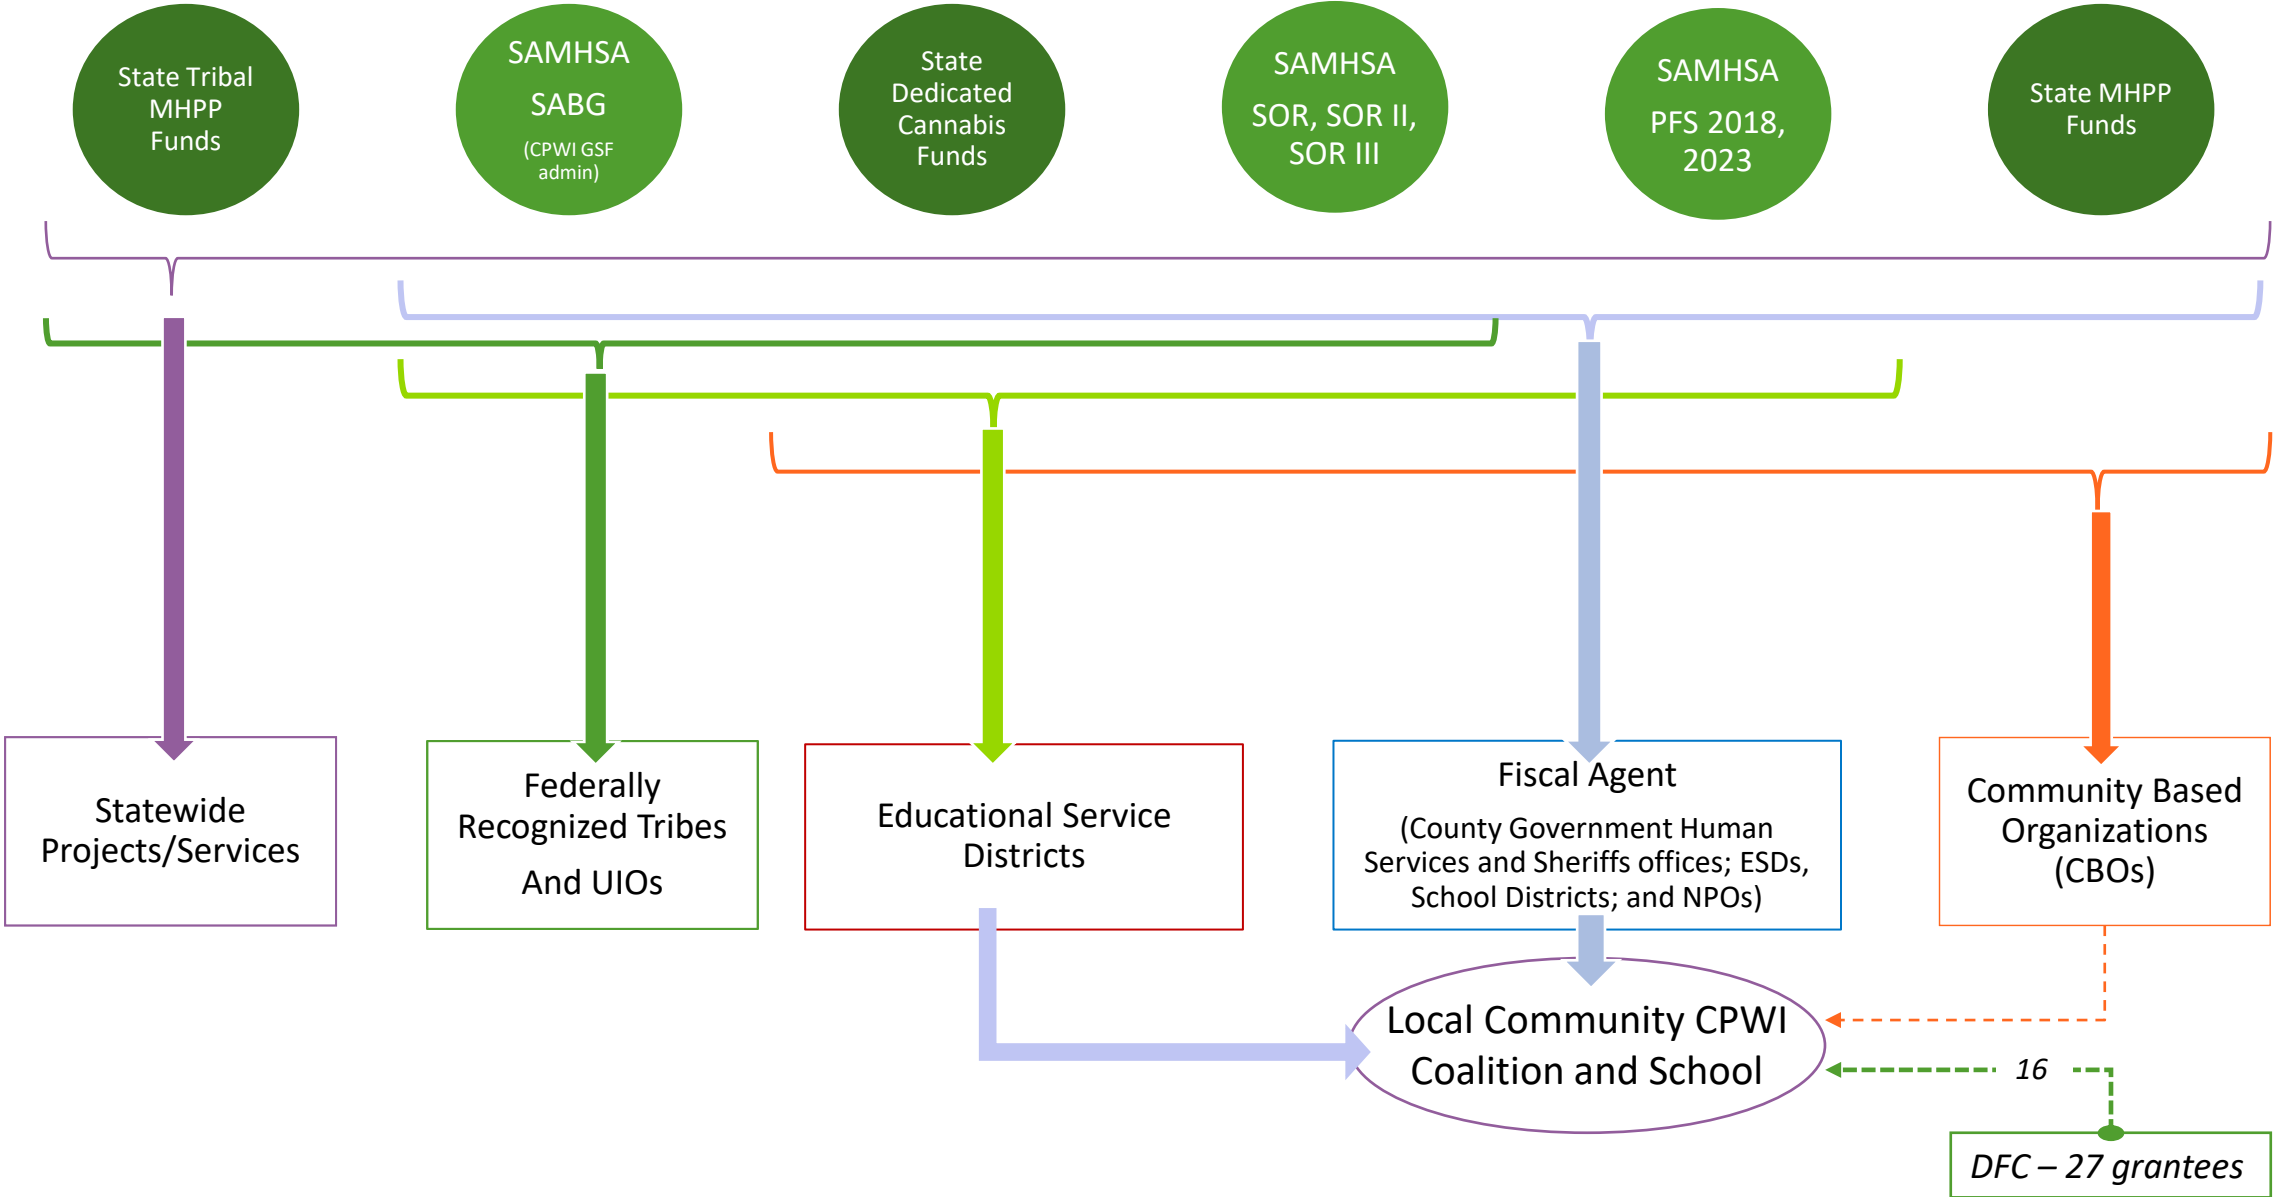 State Tribal
MHPP
Funds
SAMHSA
SABG
(CPWI GSF
admin)
State
Dedicated
Cannabis
Funds
SAMHSA
SOR, SOR II,
SOR III
SAMHSA
PFS 2018,
2023
State MHPP
Funds
Statewide
Projects/Services
Federally
Recognized Tribes
And UIOs
Educational Service
Districts
Fiscal Agent
(County Government Human
Services and Sheriffs offices; ESDs,
School Districts; and NPOs)
Community Based
Organizations
(CBOs)
Local Community CPWI
Coalition and School
16
DFC – 27 grantees